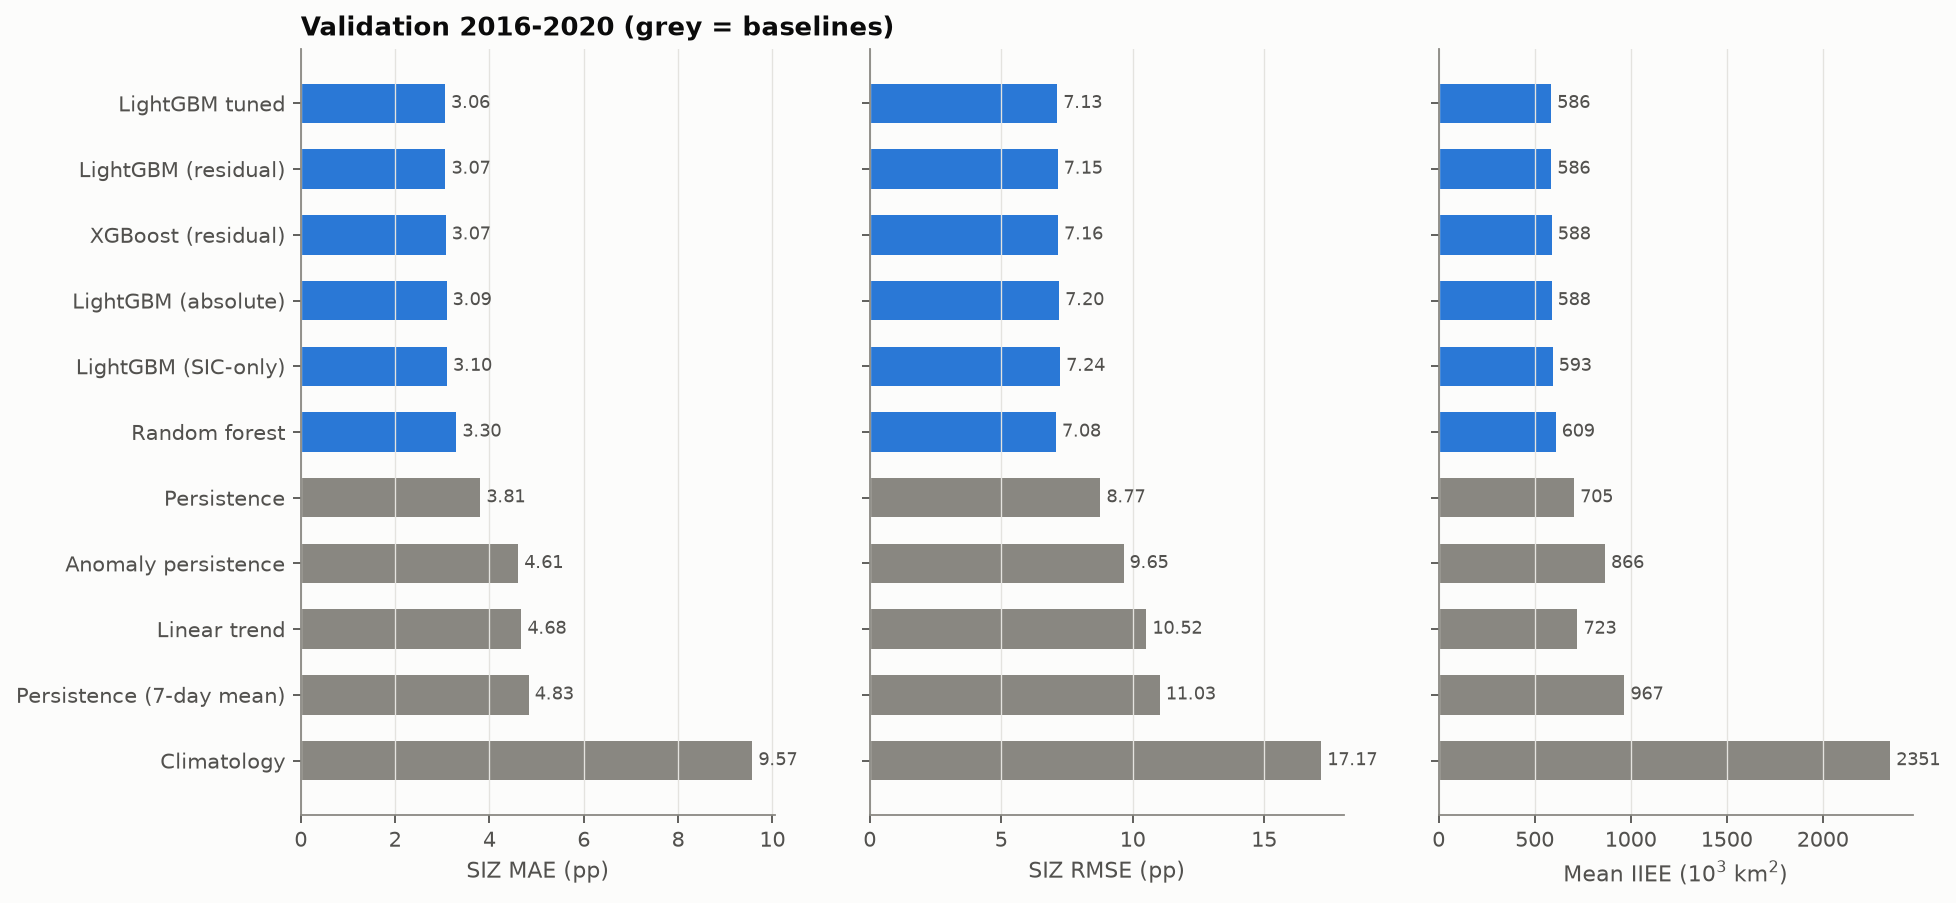 Validation 2016-2020 (grey = baselines)
LightGBM tuned 3.06 7.13 586
LightGBM (residual) 3.07 7.15 586
XGBoost (residual) 3.07 7.16 588
LightGBM (absolute) 3.09 7.20 588
LightGBM (SIC-only) 3.10 7.24 593
Random forest 3.30 7.08 609
Persistence 3.81 8.77 705
Anomaly persistence 4.61 9.65 866
Linear trend 4.68 10.52 723
Persistence (7-day mean) 4.83 11.03 967
Climatology 9.57 17.17 2351
0 2 4 6 8 10 0 5 10 15 0 500 1000 1500 2000
SIZ MAE (pp) SIZ RMSE (pp) Mean IIEE (10³ km²)